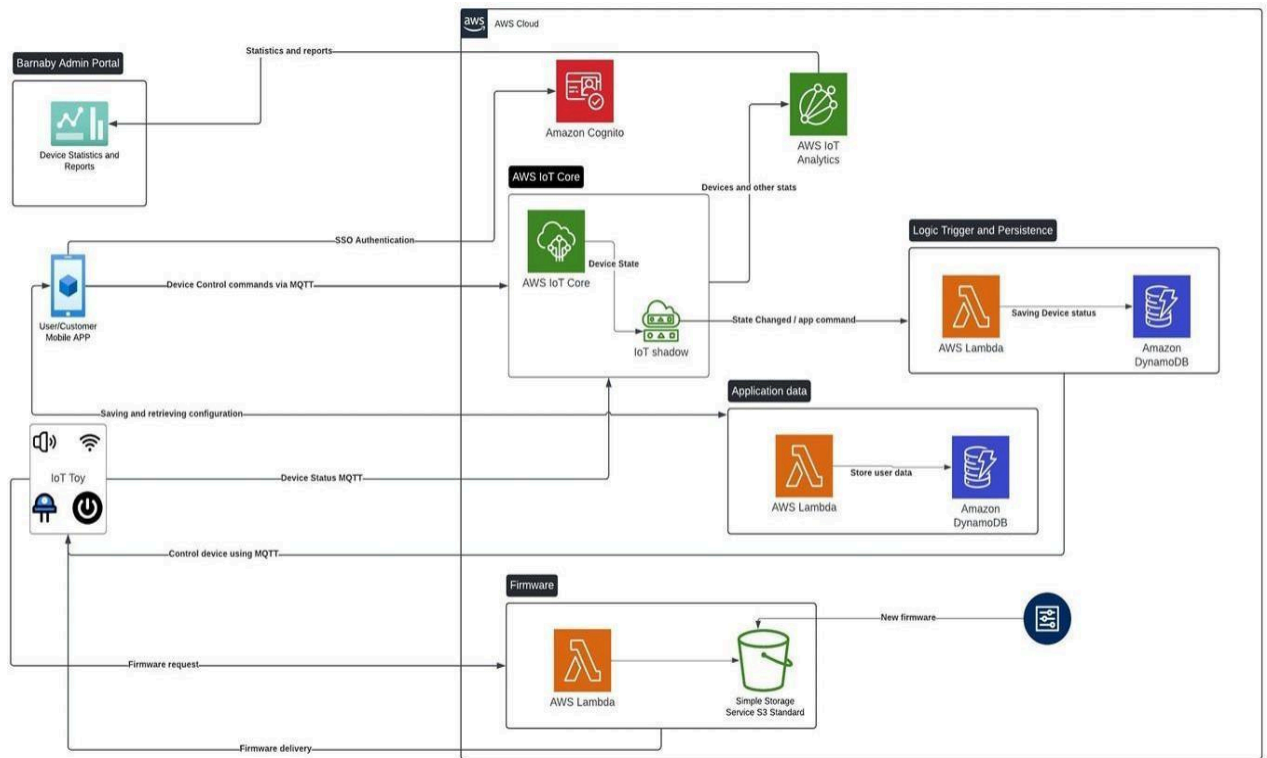 aws
AWS Cloud
Statistics and reports
Barnaby Admin Portal
Device Statistics and
Reports
Amazon Cognito
AWS IoT
Analytics
AWS IoT Core
Devices and other stats
Logic Trigger and Persistence
SSO Authentication
AWS IoT Core
Device State
Device Control commands via MQTT
User/Customer
Mobile APP
IoT shadow
State Changed / app command
AWS Lambda
Saving Device status
Amazon
DynamoDB
Application data
Saving and retrieving configuration
AWS Lambda
Store user data
Amazon
DynamoDB
IoT Toy
Device Status MQTT
Control device using MQTT
Firmware
New firmware
Firmware request
AWS Lambda
Simple Storage
Service S3 Standard
Firmware delivery